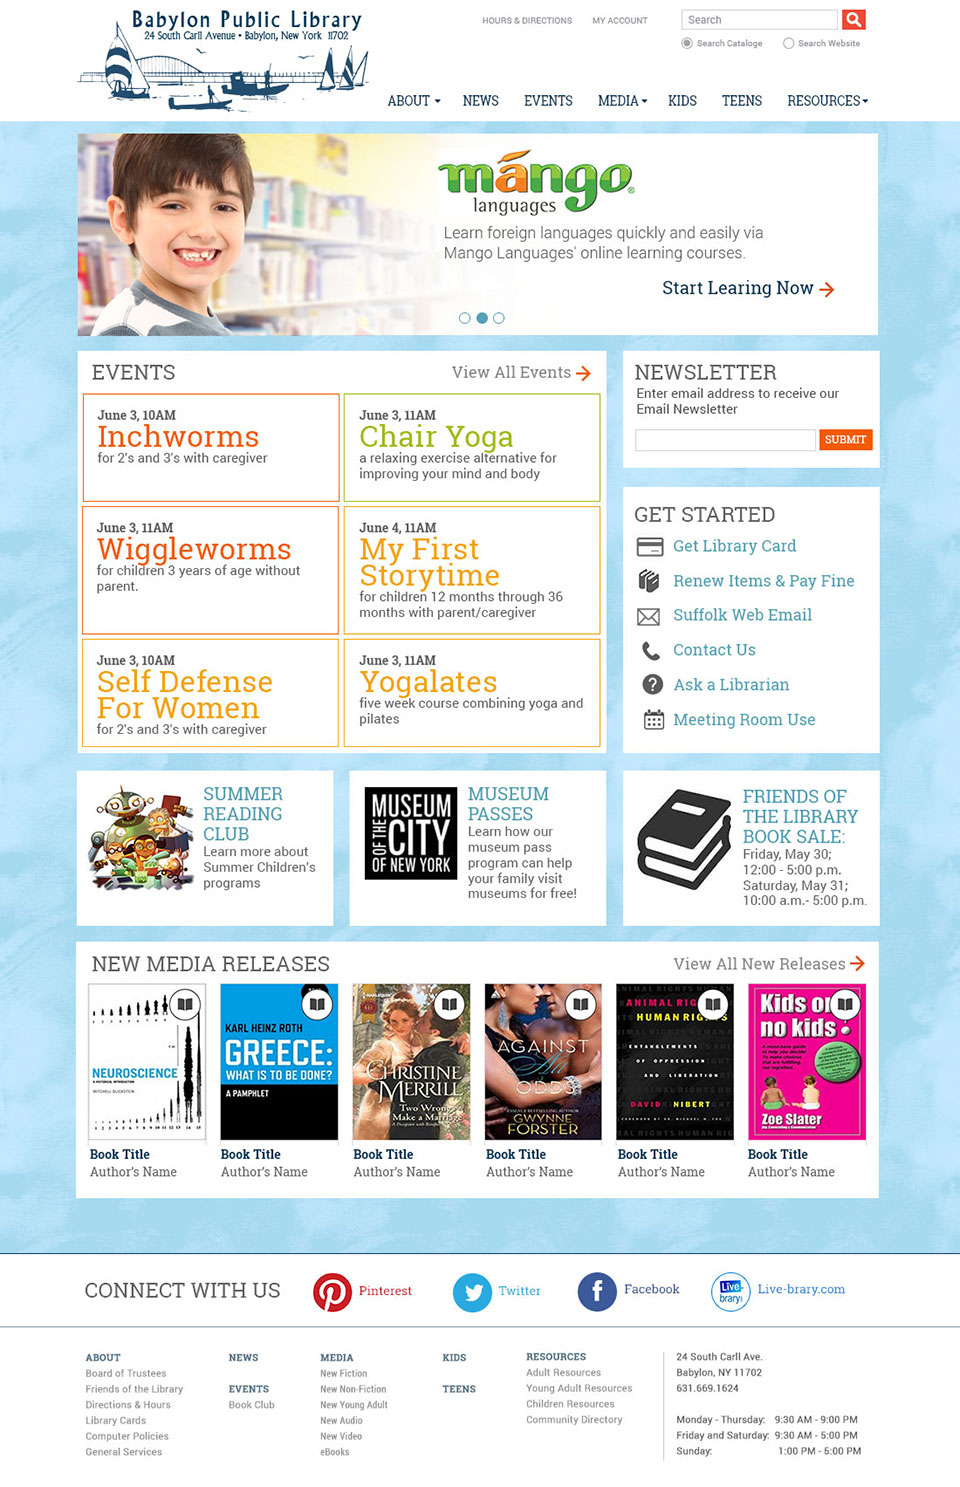 Babylon Public Library
24 South Carll Avenue • Babylon, New York 11702
HOURS & DIRECTIONS
MY ACCOUNT
Search
Search Cataloge
Search Website
ABOUT
NEWS
EVENTS
MEDIA
KIDS
TEENS
RESOURCES
mángo
languages
Learn foreign languages quickly and easily via
Mango Languages' online learning courses.
Start Learing Now
EVENTS
View All Events
June 3, 10AM
Inchworms
for 2's and 3's with caregiver
June 3, 11AM
Chair Yoga
a relaxing exercise alternative for
improving your mind and body
June 3, 11AM
Wiggleworms
for children 3 years of age without
parent.
June 4, 11AM
My First
Storytime
for children 12 months through 36
months with parent/caregiver
June 3, 10AM
Self Defense
For Women
for 2's and 3's with caregiver
June 3, 11AM
Yogalates
five week course combining yoga and
pilates
NEWSLETTER
Enter email address to receive our
Email Newsletter
SUBMIT
GET STARTED
Get Library Card
Renew Items & Pay Fine
Suffolk Web Email
Contact Us
Ask a Librarian
Meeting Room Use
SUMMER
READING
CLUB
Learn more about
Summer Children's
programs
MUSEUM
OF THE CITY
OF NEW YORK
MUSEUM
PASSES
Learn how our
museum pass
program can help
your family visit
museums for free!
FRIENDS OF
THE LIBRARY
BOOK SALE:
Friday, May 30;
12:00 - 5:00 p.m.
Saturday, May 31;
10:00 a.m.- 5:00 p.m.
NEW MEDIA RELEASES
View All New Releases
NEUROSCIENCE
A HISTORICAL INTRODUCTION
MITCHELL GLICKSTEIN
KARL HEINZ ROTH
GREECE:
WHAT IS TO BE DONE?
A PAMPHLET
HARLEQUIN
CHRISTINE
MERRILL
Two Wrongs
Make a Marriage
AGAINST
All
ODDS
GWYNNE
FORSTER
ANIMAL RIG
HUMAN RIG
ENTANGLEMENTS
OF OPPRESSION
AND LIBERATION
DAVID NIBERT
Kids or
no kids?
Zoe Slater
Book Title
Author's Name
Book Title
Author's Name
Book Title
Author's Name
Book Title
Author's Name
Book Title
Author's Name
Book Title
Author's Name
CONNECT WITH US
Pinterest
Twitter
Facebook
Live-
brary!
Live-brary.com
ABOUT
Board of Trustees
Friends of the Library
Directions & Hours
Library Cards
Computer Policies
General Services
NEWS
EVENTS
Book Club
MEDIA
New Fiction
New Non-Fiction
New Young Adult
New Audio
New Video
eBooks
KIDS
TEENS
RESOURCES
Adult Resources
Young Adult Resources
Children Resources
Community Directory
24 South Carll Ave.
Babylon, NY 11702
631.669.1624
Monday - Thursday: 9:30 AM - 9:00 PM
Friday and Saturday: 9:30 AM - 5:00 PM
Sunday: 1:00 PM - 5:00 PM